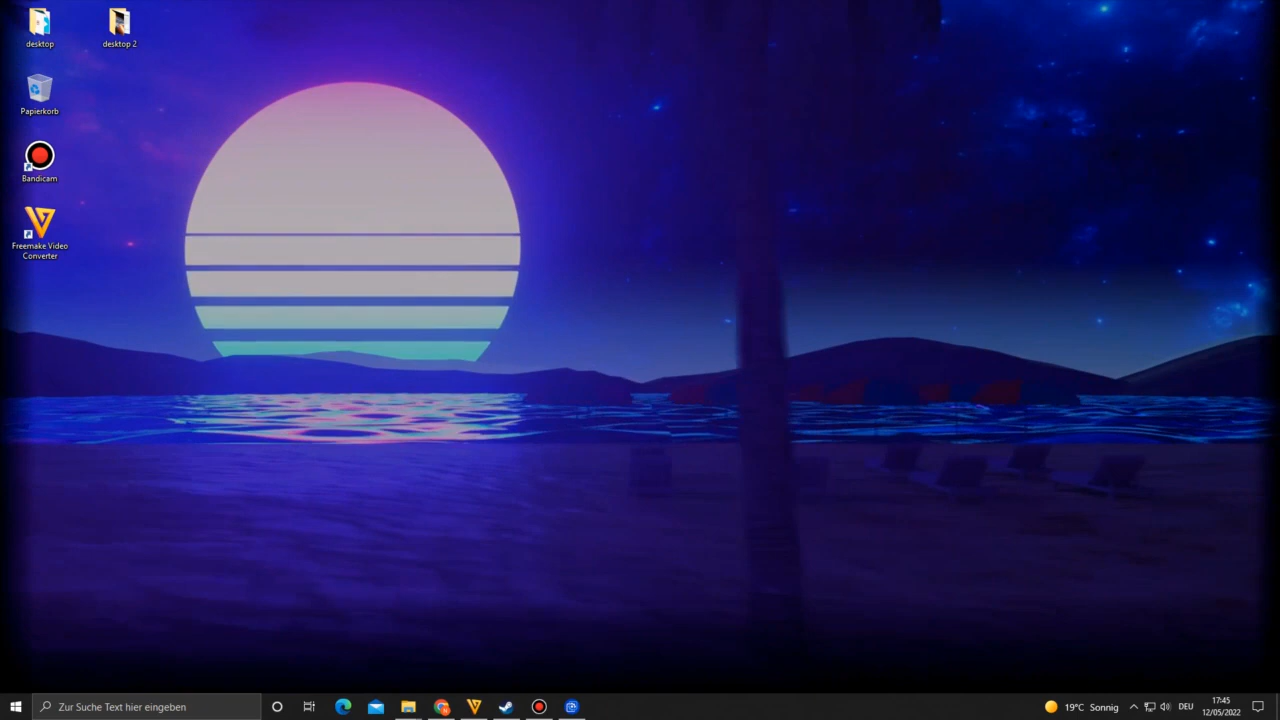 desktop
desktop 2
Papierkorb
Bandicam
Freemake Video
Converter
Zur Suche Text hier eingeben
19°C Sonnig
DEU
17:45
12/05/2022